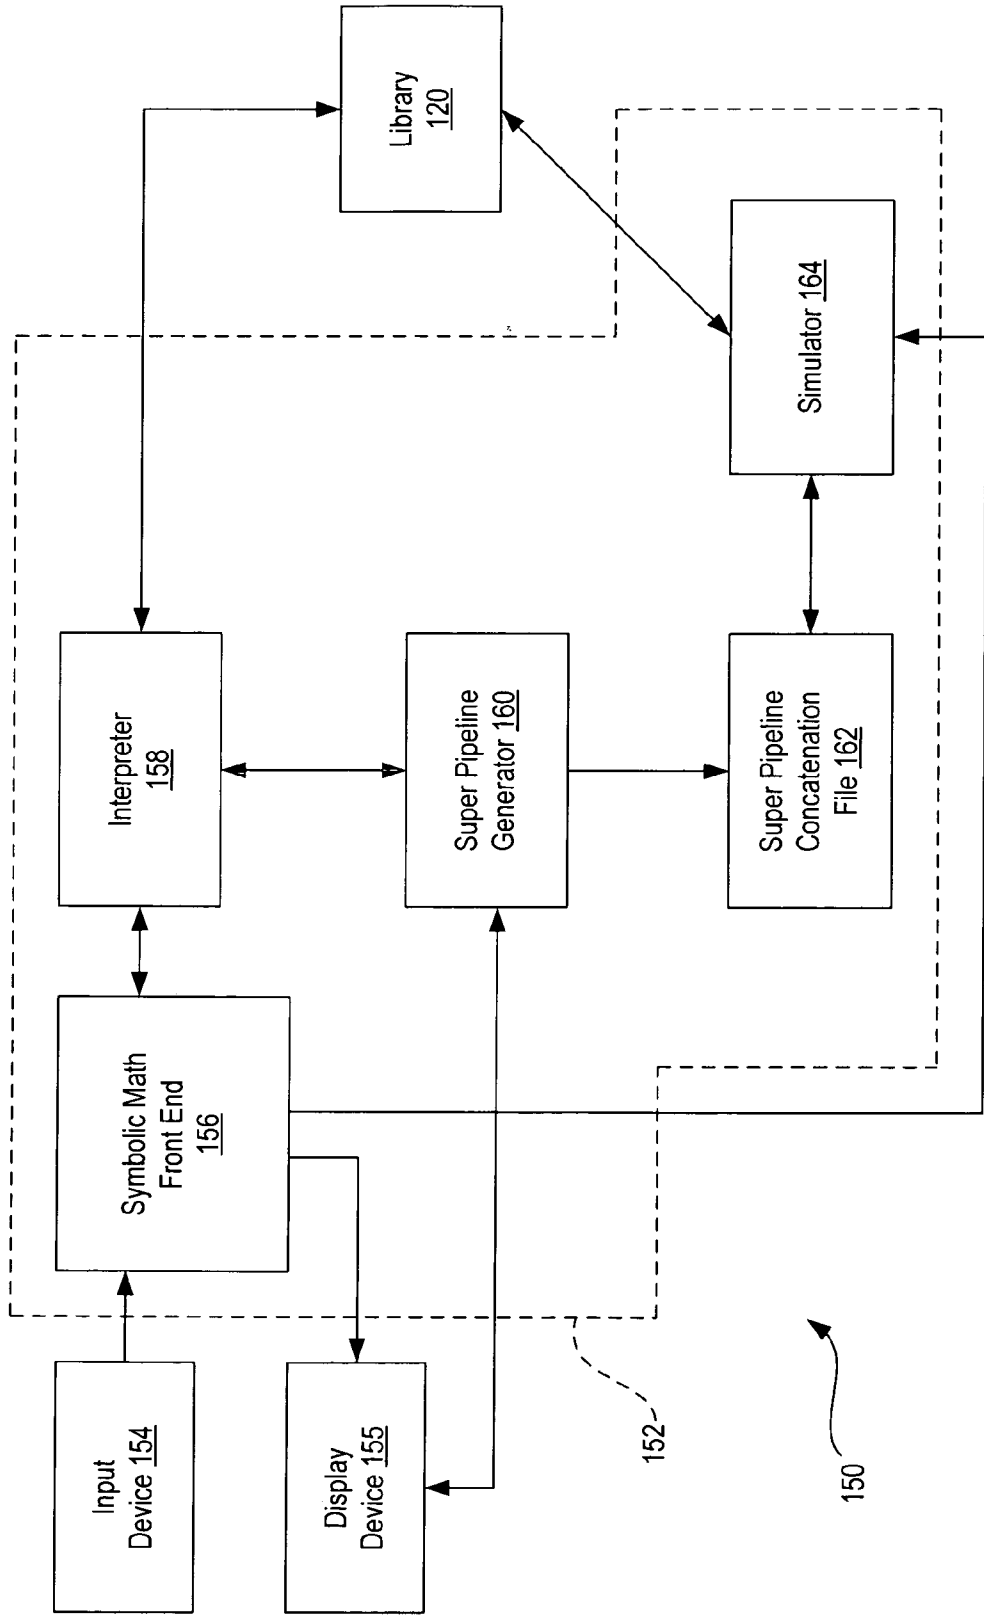 Input
Device 154
Symbolic Math
Front End
156
Interpreter
158
Library
120
Display
Device 155
Super Pipeline
Generator 160
Super Pipeline
Concatenation
File 162
Simulator 164
152
150